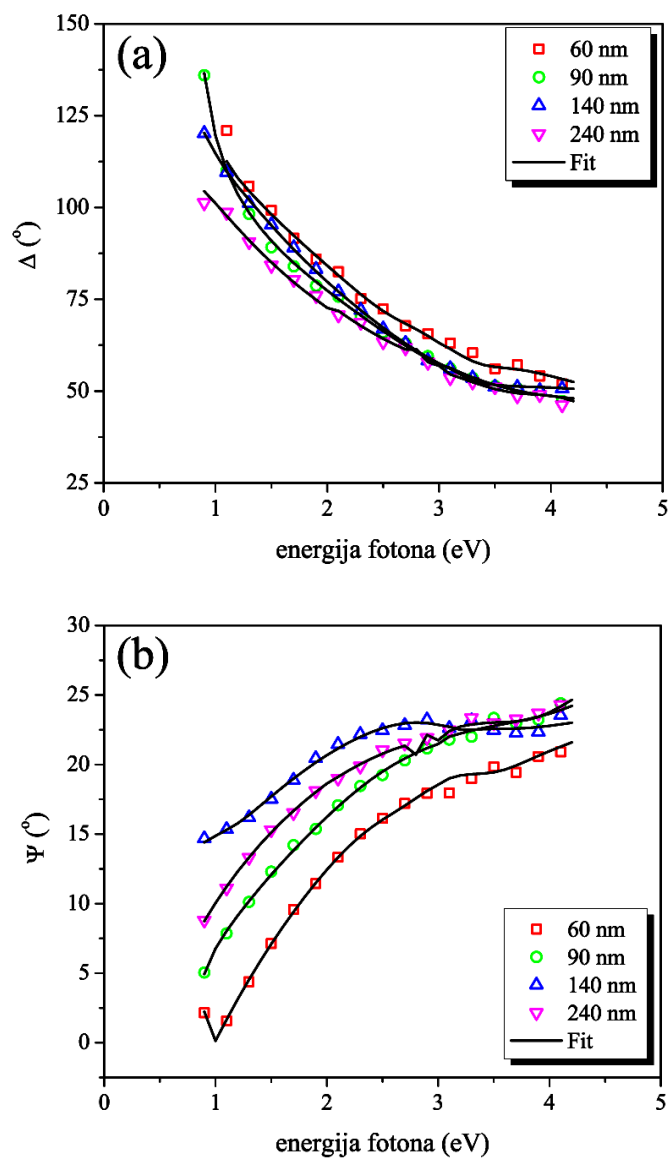 (a)
150
125
100
75
50
25
Δ (°)
60 nm
90 nm
140 nm
240 nm
Fit
0 1 2 3 4 5
energija fotona (eV)
(b)
30
25
20
15
10
5
0
Ψ (°)
60 nm
90 nm
140 nm
240 nm
Fit
0 1 2 3 4 5
energija fotona (eV)